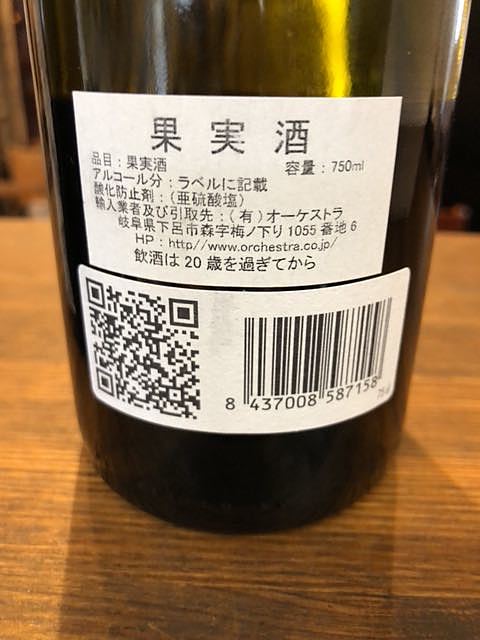 果実酒
品目：果実酒 容量：750ml
アルコール分：ラベルに記載
酸化防止剤：（亜硫酸塩）
輸入業者及び引取先：（有）オーケストラ
岐阜県下呂市森字梅ノ下り1055番地6
HP：http//www.orchestra.co.jp/
飲酒は20歳を過ぎてから
8 437008 587158
75 cl